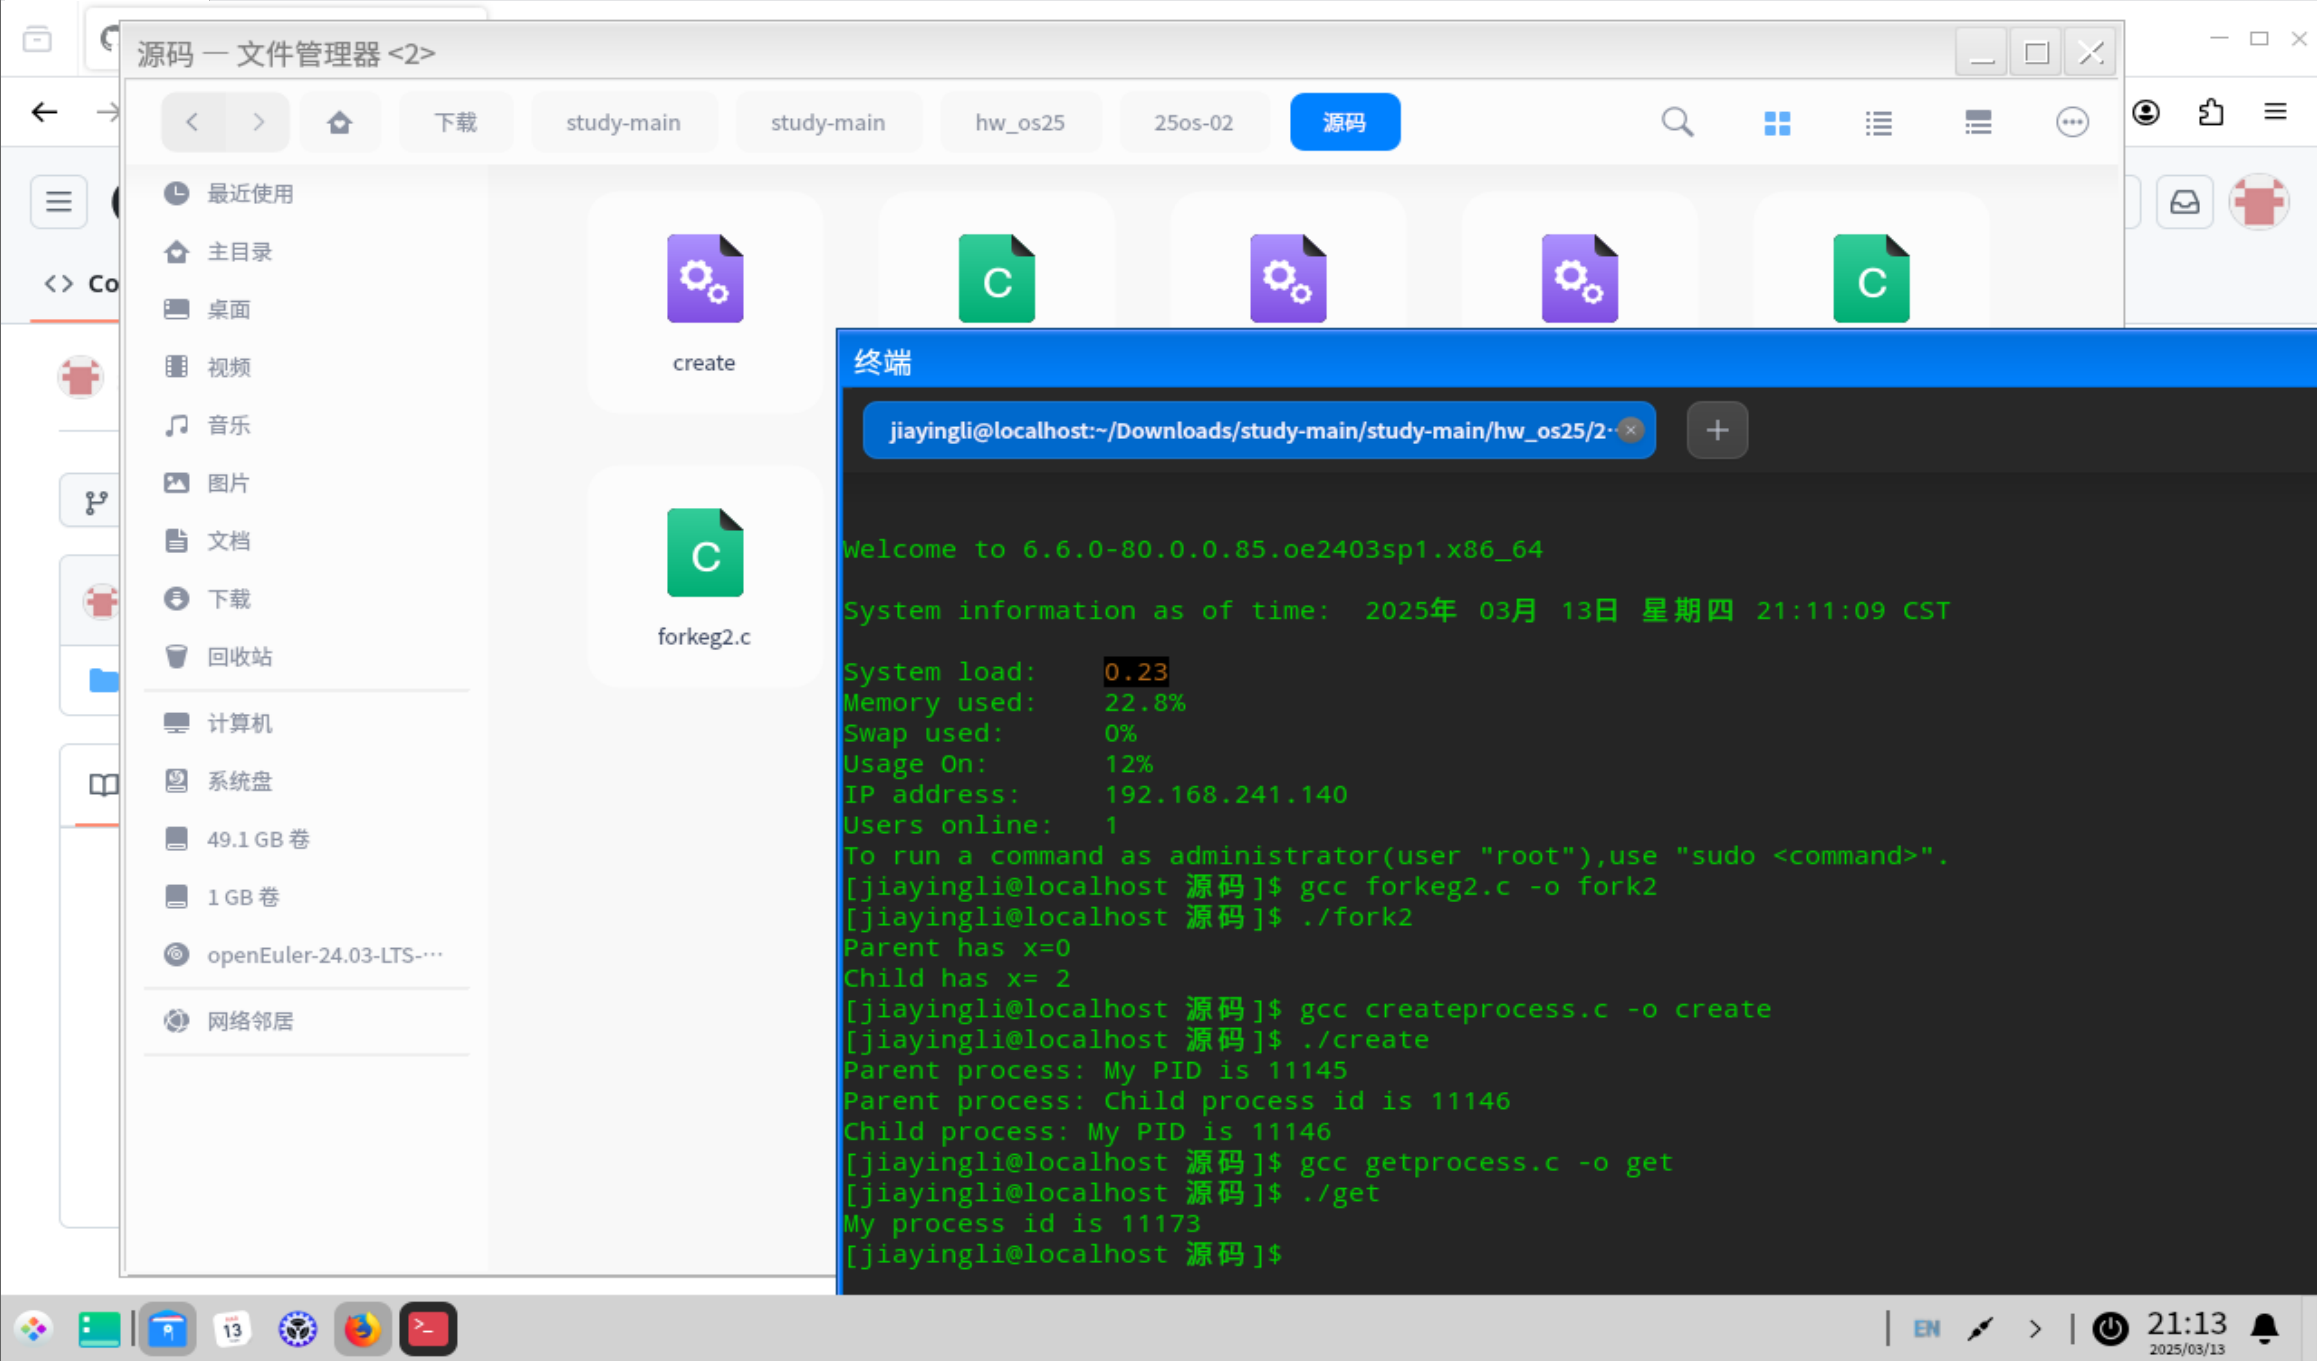 源码 — 文件管理器 <2>
下载
study-main
study-main
hw_os25
25os-02
源码
Co
最近使用
主目录
桌面
视频
音乐
图片
文档
下载
回收站
计算机
系统盘
49.1 GB 卷
1 GB 卷
openEuler-24.03-LTS-···
网络邻居
C
C
create
C
forkeg2.c
终端
jiayingli@localhost:~/Downloads/study-main/study-main/hw_os25/2··
Welcome to 6.6.0-80.0.0.85.oe2403sp1.x86_64
System information as of time:  2025年 03月 13日 星期四 21:11:09 CST
System load:    0.23
Memory used:    22.8%
Swap used:      0%
Usage On:       12%
IP address:     192.168.241.140
Users online:   1
To run a command as administrator(user "root"),use "sudo <command>".
[jiayingli@localhost 源码]$ gcc forkeg2.c -o fork2
[jiayingli@localhost 源码]$ ./fork2
Parent has x=0
Child has x= 2
[jiayingli@localhost 源码]$ gcc createprocess.c -o create
[jiayingli@localhost 源码]$ ./create
Parent process: My PID is 11145
Parent process: Child process id is 11146
Child process: My PID is 11146
[jiayingli@localhost 源码]$ gcc getprocess.c -o get
[jiayingli@localhost 源码]$ ./get
My process id is 11173
[jiayingli@localhost 源码]$
13
EN
21:13
2025/03/13